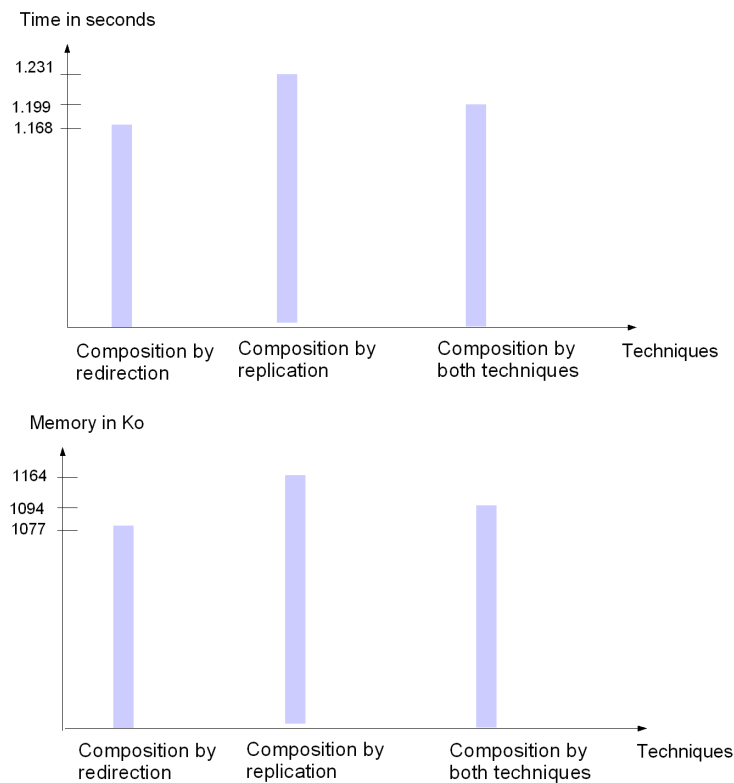 Time in seconds
1.231
1.199
1.168
Composition by
redirection
Composition by
replication
Composition by
both techniques
Techniques
Memory in Ko
1164
1094
1077
Composition by
redirection
Composition by
replication
Composition by
both techniques
Techniques